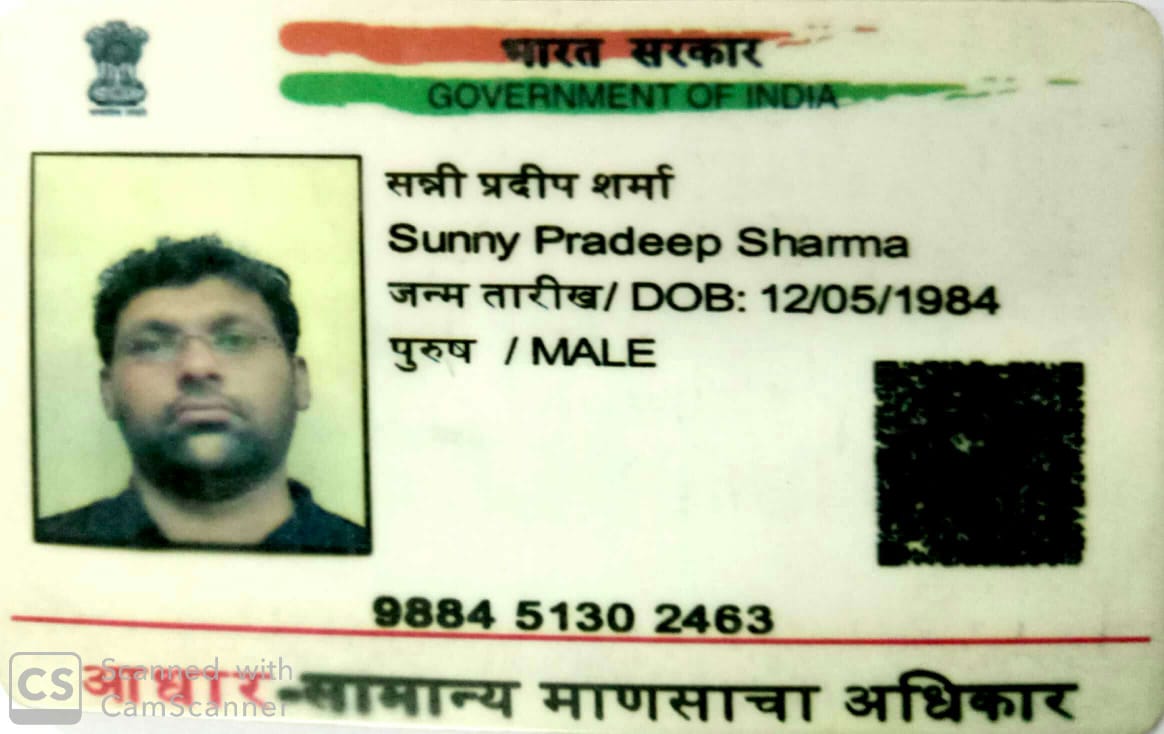 भारत सरकार
GOVERNMENT OF INDIA
सन्नी प्रदीप शर्मा
Sunny Pradeep Sharma
जन्म तारीख/ DOB: 12/05/1984
पुरुष / MALE
9884 5130 2463
आधार-सामान्य माणसाचा अधिकार
CS Scanned with
CamScanner